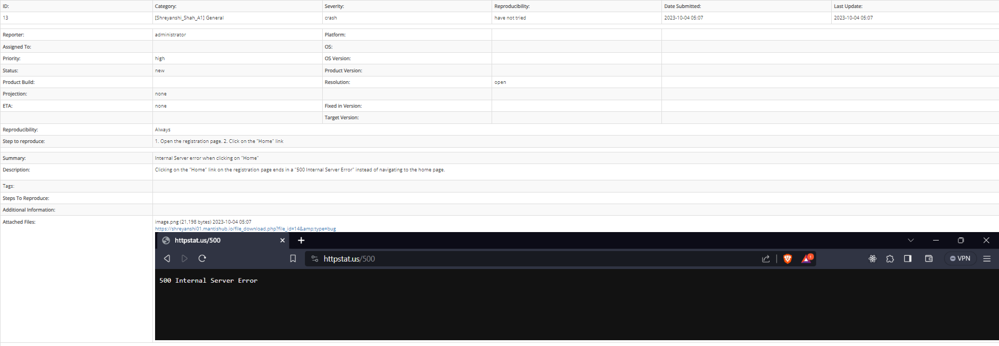 ID: Category: Severity: Reproducibility: Date Submitted: Last Update:
13 [Shreyanshi_Shah_A1] General crash have not tried 2023-10-04 05:07 2023-10-04 05:07
Reporter: administrator Platform:
Assigned To: OS:
Priority: high OS Version:
Status: new Product Version:
Product Build: Resolution: open
Projection: none
ETA: none Fixed in Version:
Target Version:
Reproducibility: Always
Step to reproduce: 1. Open the registration page. 2. Click on the "Home" link
Summary: Internal Server error when clicking on "Home"
Description: Clicking on the "Home" link on the registration page ends in a "500 Internal Server Error" instead of navigating to the home page.
Tags:
Steps To Reproduce:
Additional Information:
Attached Files: image.png (21,198 bytes) 2023-10-04 05:07
https://shreyanshi01.mantishub.io/file_download.php?file_id=14&amp;type=bug
httpstat.us/500
httpstat.us/500 1 VPN
500 Internal Server Error